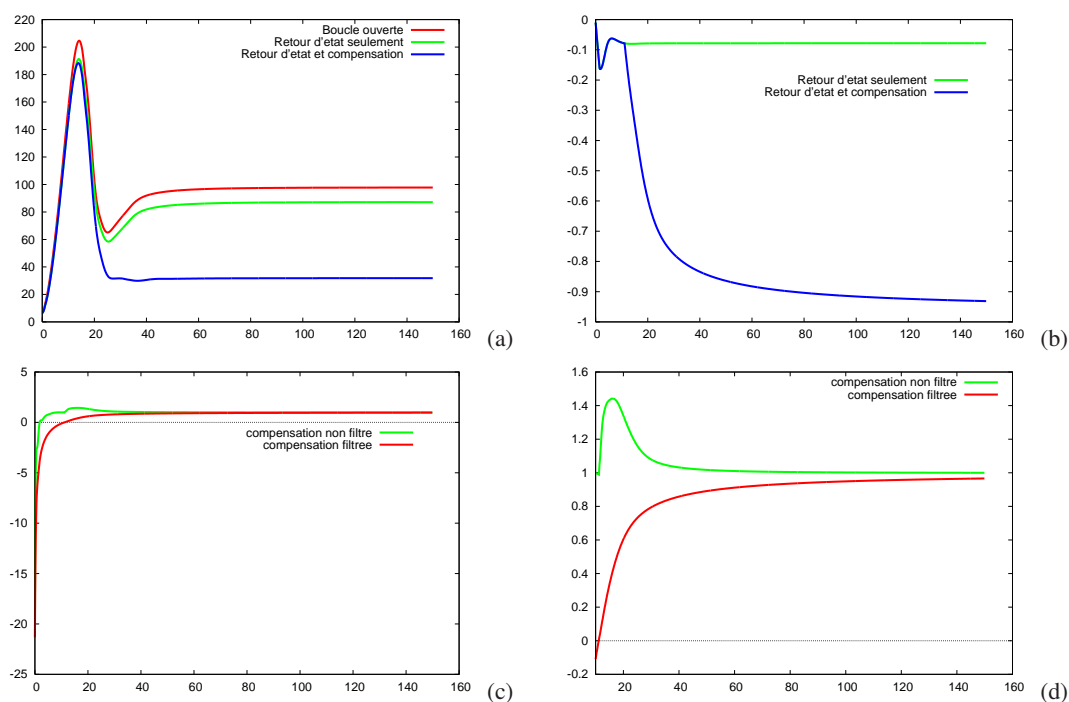 220
200
180
160
140
120
100
80
60
40
20
0
0 20 40 60 80 100 120 140 160
Boucle ouverte
Retour d'etat seulement
Retour d'etat et compensation
(a)
0
-0.1
-0.2
-0.3
-0.4
-0.5
-0.6
-0.7
-0.8
-0.9
-1
0 20 40 60 80 100 120 140 160
Retour d'etat seulement
Retour d'etat et compensation
(b)
5
0
-5
-10
-15
-20
-25
0 20 40 60 80 100 120 140 160
compensation non filtre
compensation filtree
(c)
1.6
1.4
1.2
1
0.8
0.6
0.4
0.2
0
-0.2
20 40 60 80 100 120 140 160
compensation non filtre
compensation filtree
(d)